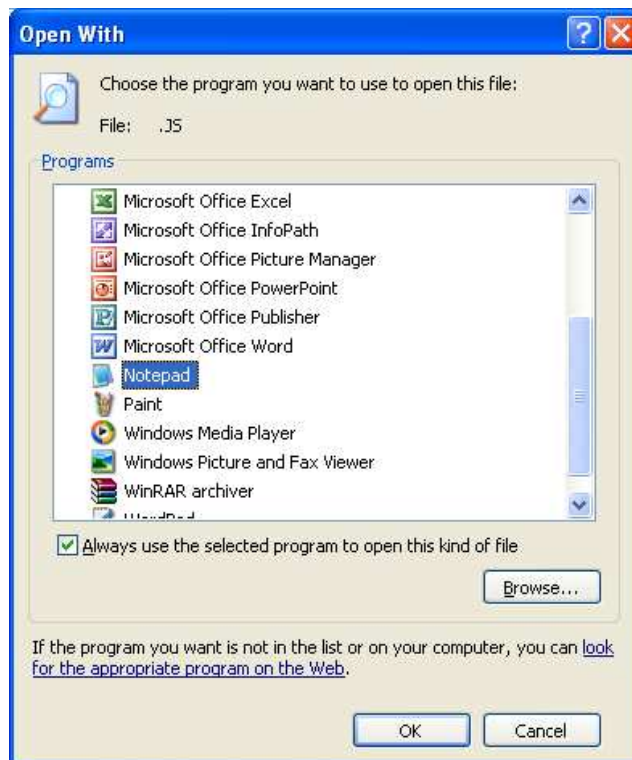 Open With
Choose the program you want to use to open this file:
File: .JS
Programs
Microsoft Office Excel
Microsoft Office InfoPath
Microsoft Office Picture Manager
Microsoft Office PowerPoint
Microsoft Office Publisher
Microsoft Office Word
Notepad
Paint
Windows Media Player
Windows Picture and Fax Viewer
WinRAR archiver
WordPad
Always use the selected program to open this kind of file
Browse...
If the program you want is not in the list or on your computer, you can look
for the appropriate program on the Web.
OK Cancel